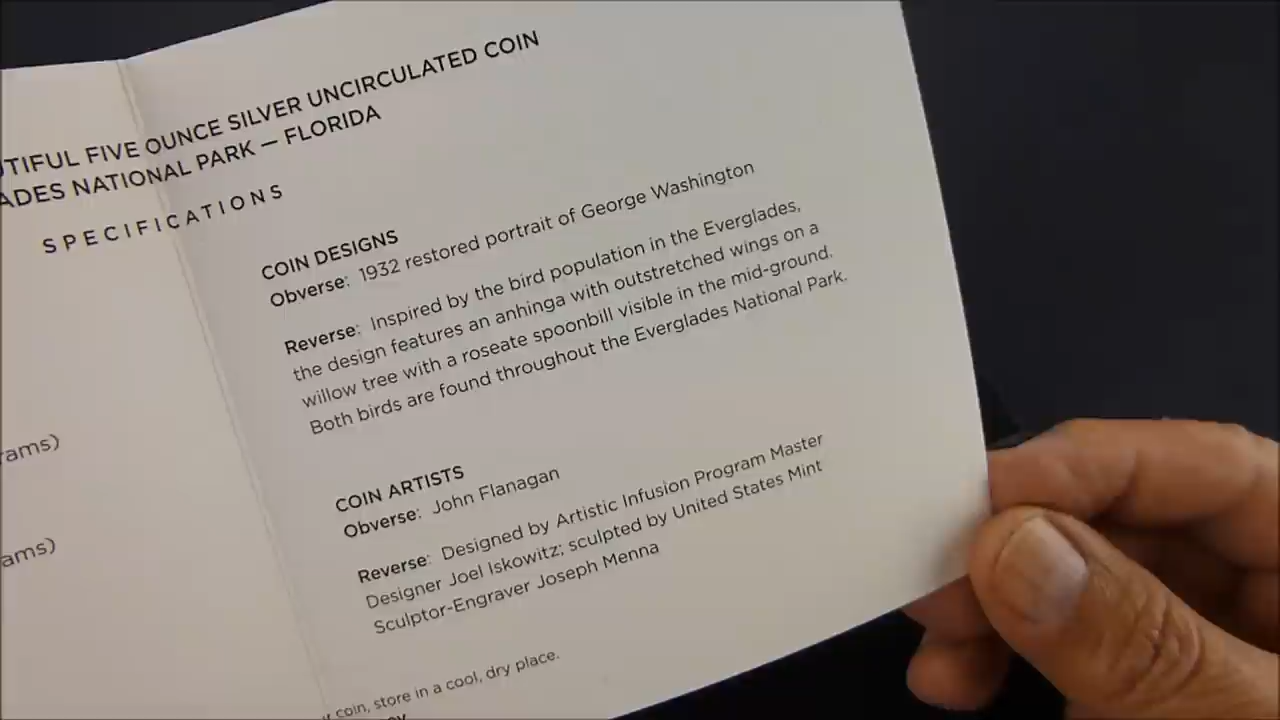 FIVE OUNCE SILVER UNCIRCULATED COIN
NATIONAL PARK — FLORIDA
SPECIFICATIONS
COIN DESIGNS
Obverse: 1932 restored portrait of George Washington
Reverse: Inspired by the bird population in the Everglades,
the design features an anhinga with outstretched wings on a
willow tree with a roseate spoonbill visible in the mid-ground.
Both birds are found throughout the Everglades National Park.
COIN ARTISTS
Obverse: John Flanagan
Reverse: Designed by Artistic Infusion Program Master
Designer Joel Iskowitz; sculpted by United States Mint
Sculptor-Engraver Joseph Menna
coin, store in a cool, dry place.